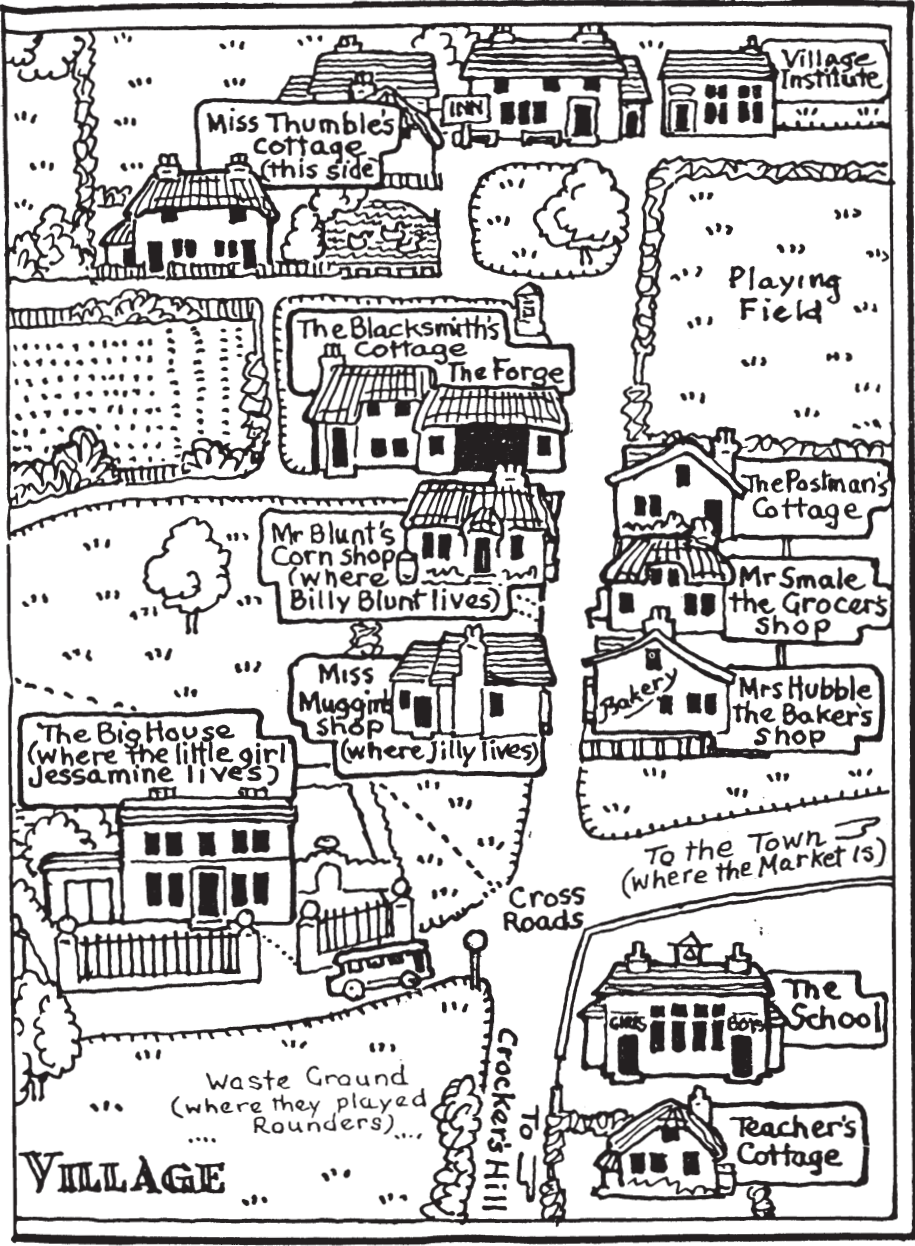 INN
Village
Institute
Miss Thumble's
cottage
(this side)
Playing
Field
The Blacksmith's
Cottage
The Forge
The Postman's
Cottage
Mr Blunt's
Corn shop
(where
Billy Blunt lives)
Mr Smale
the Grocer's
shop
Miss
Muggins
shop
(where Jilly lives)
Bakery
Mrs Hubble
the Baker's
shop
The Big House
(where the little girl
Jessamine lives)
To the Town
(where the Market is)
Cross
Roads
GIRLS
BOYS
The
School
Waste Ground
(where they played
Rounders)
To
Crocker's Hill
Teacher's
Cottage
VILLAGE